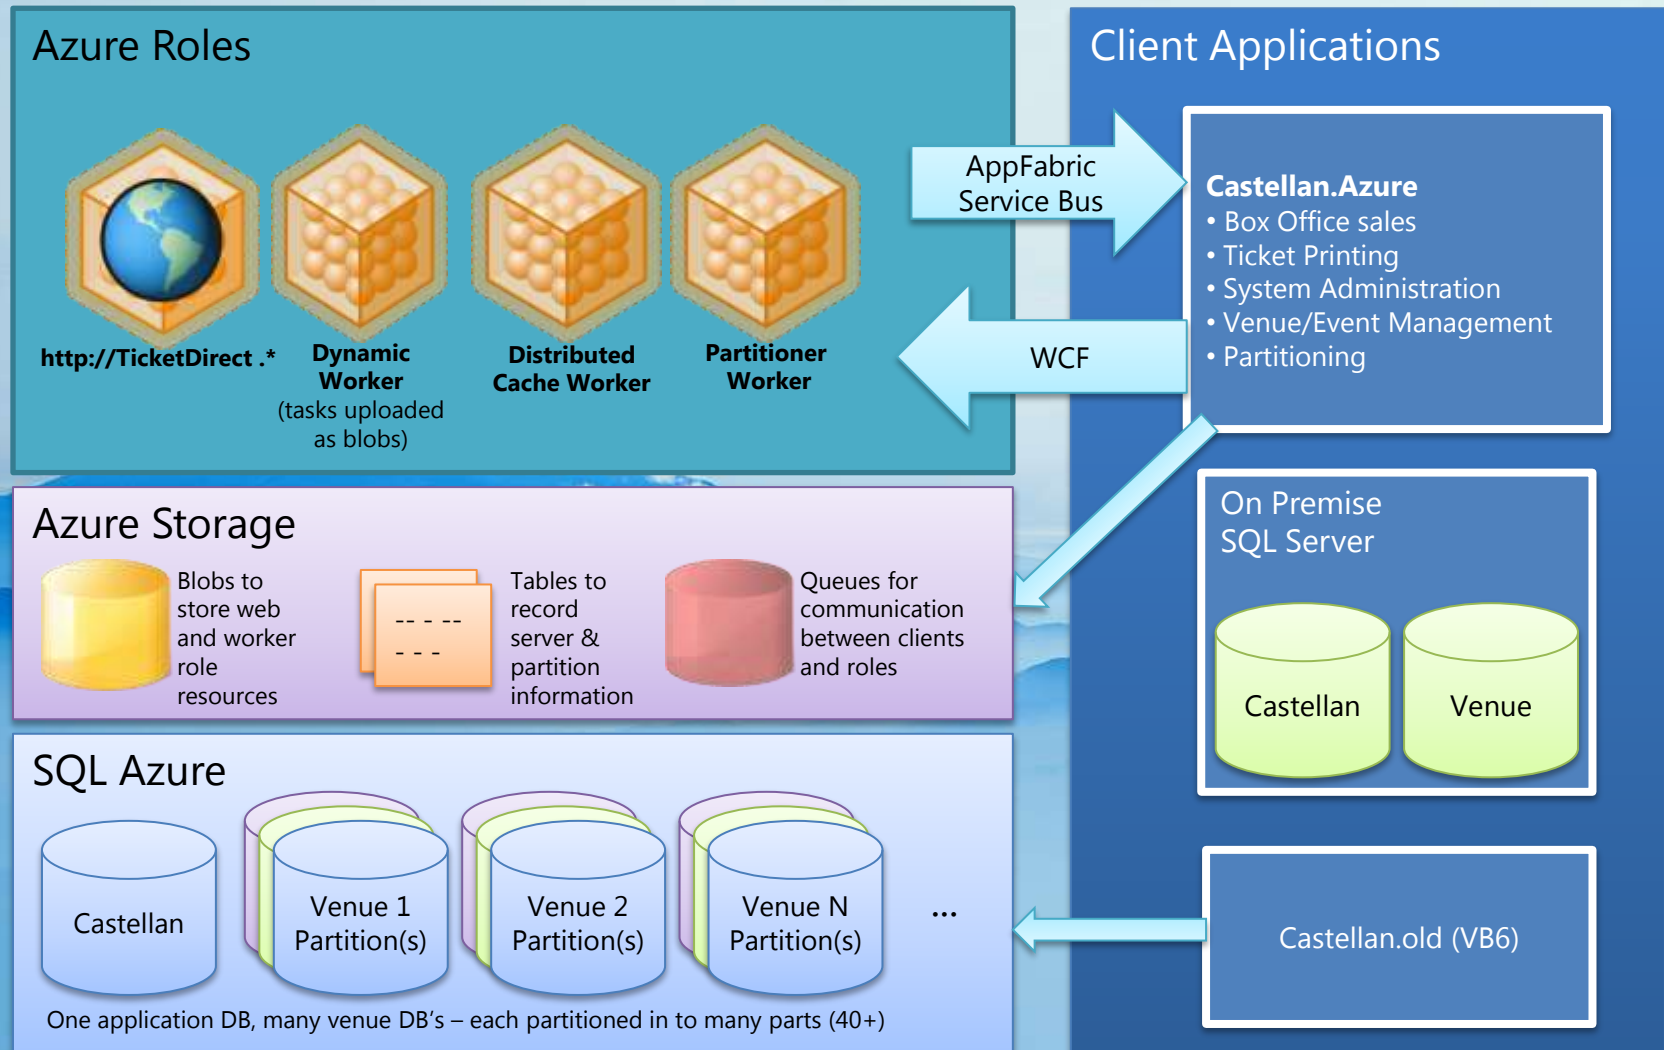 Azure Roles
http://TicketDirect .*
Dynamic
Worker
(tasks uploaded
as blobs)
Distributed
Cache Worker
Partitioner
Worker
AppFabric
Service Bus
WCF
Client Applications
Castellan.Azure
• Box Office sales
• Ticket Printing
• System Administration
• Venue/Event Management
• Partitioning
On Premise
SQL Server
Castellan
Venue
Castellan.old (VB6)
Azure Storage
Blobs to
store web
and worker
role
resources
-- - --
- - -
Tables to
record
server &
partition
information
Queues for
communication
between clients
and roles
SQL Azure
Castellan
Venue 1
Partition(s)
Venue 2
Partition(s)
Venue N
Partition(s)
...
One application DB, many venue DB's – each partitioned in to many parts (40+)